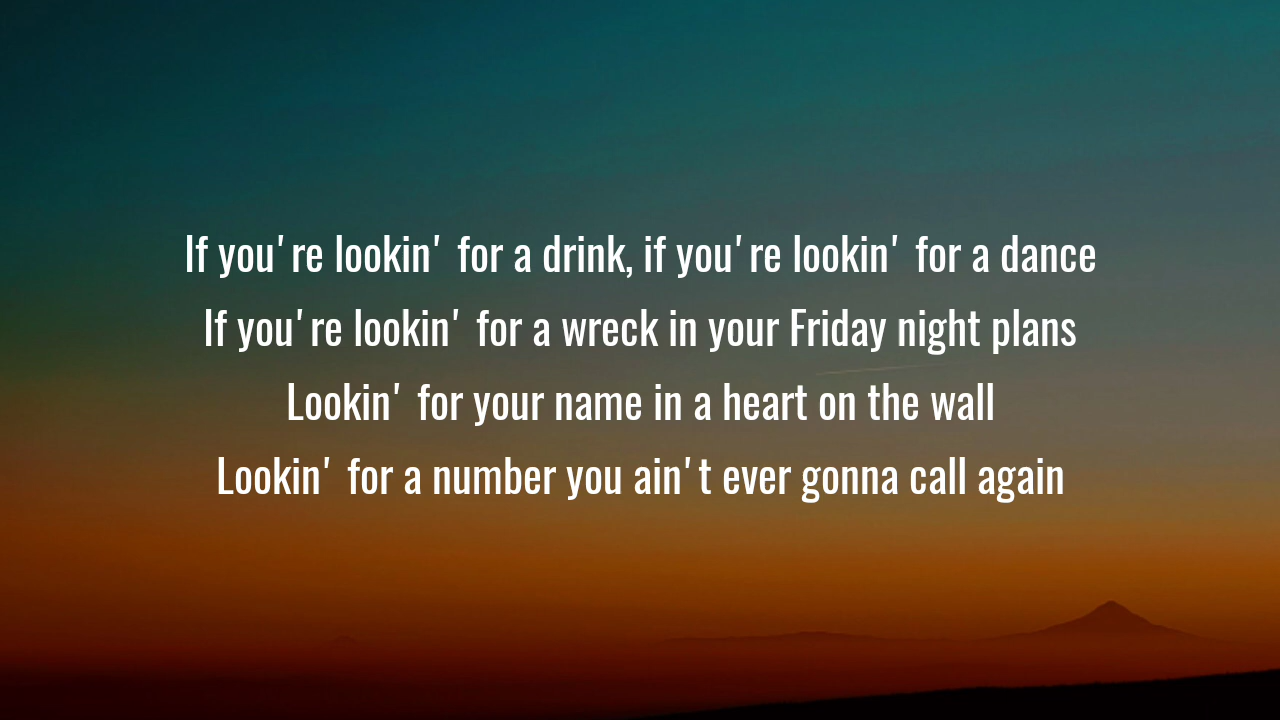 If you're lookin' for a drink, if you're lookin' for a dance
If you're lookin' for a wreck in your Friday night plans
Lookin' for your name in a heart on the wall
Lookin' for a number you ain't ever gonna call again